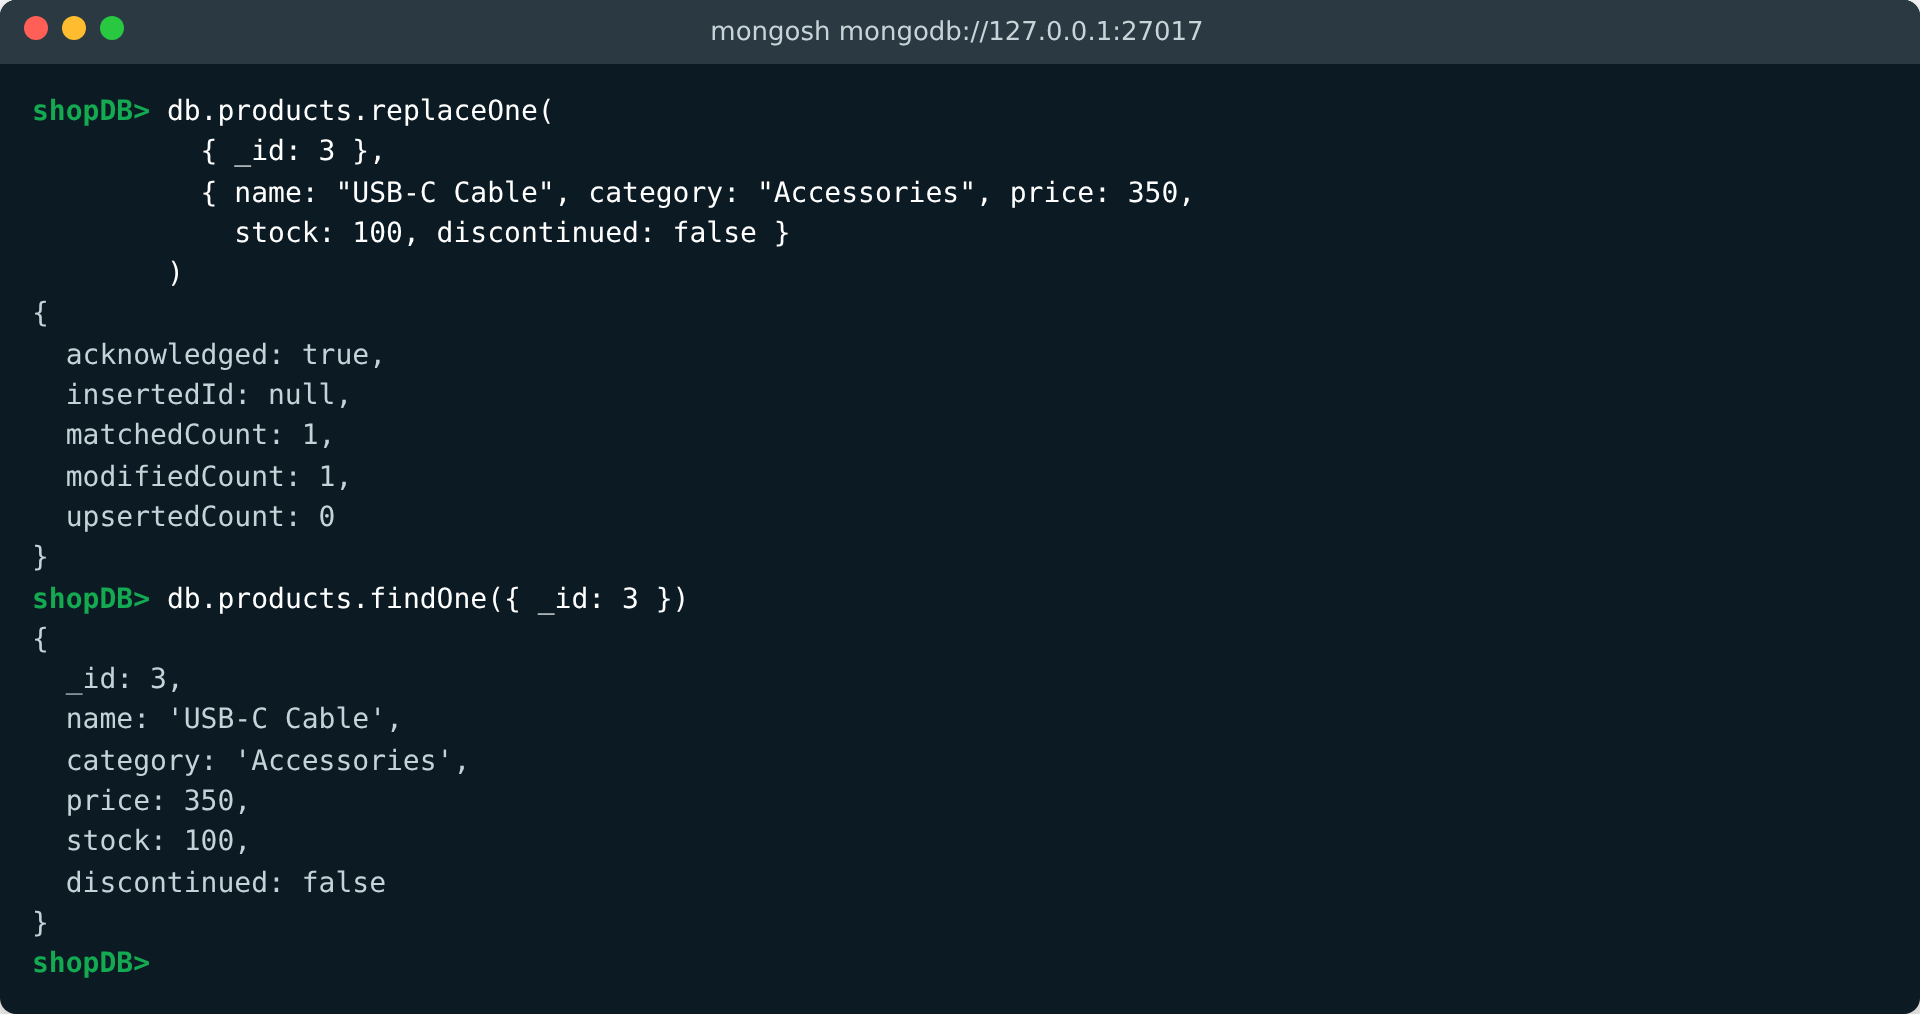 mongosh mongodb://127.0.0.1:27017
shopDB> db.products.replaceOne(
          { _id: 3 },
          { name: "USB-C Cable", category: "Accessories", price: 350,
            stock: 100, discontinued: false }
        )
{
  acknowledged: true,
  insertedId: null,
  matchedCount: 1,
  modifiedCount: 1,
  upsertedCount: 0
}
shopDB> db.products.findOne({ _id: 3 })
{
  _id: 3,
  name: 'USB-C Cable',
  category: 'Accessories',
  price: 350,
  stock: 100,
  discontinued: false
}
shopDB>